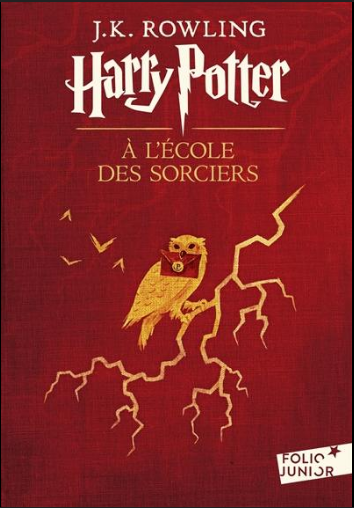 J.K. ROWLING
Harry Potter
À L'ÉCOLE
DES SORCIERS
FOLIO
JUNIOR